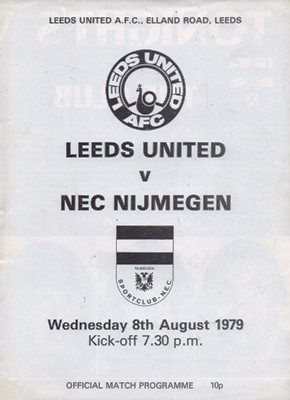 LEEDS UNITED A.F.C., ELLAND ROAD, LEEDS
LEEDS UNITED
AFC
LEEDS UNITED
v
NEC NIJMEGEN
NIJMEGEN
SPORTCLUB-N.E.C.
Wednesday 8th August 1979
Kick-off 7.30 p.m.
OFFICIAL MATCH PROGRAMME 10p